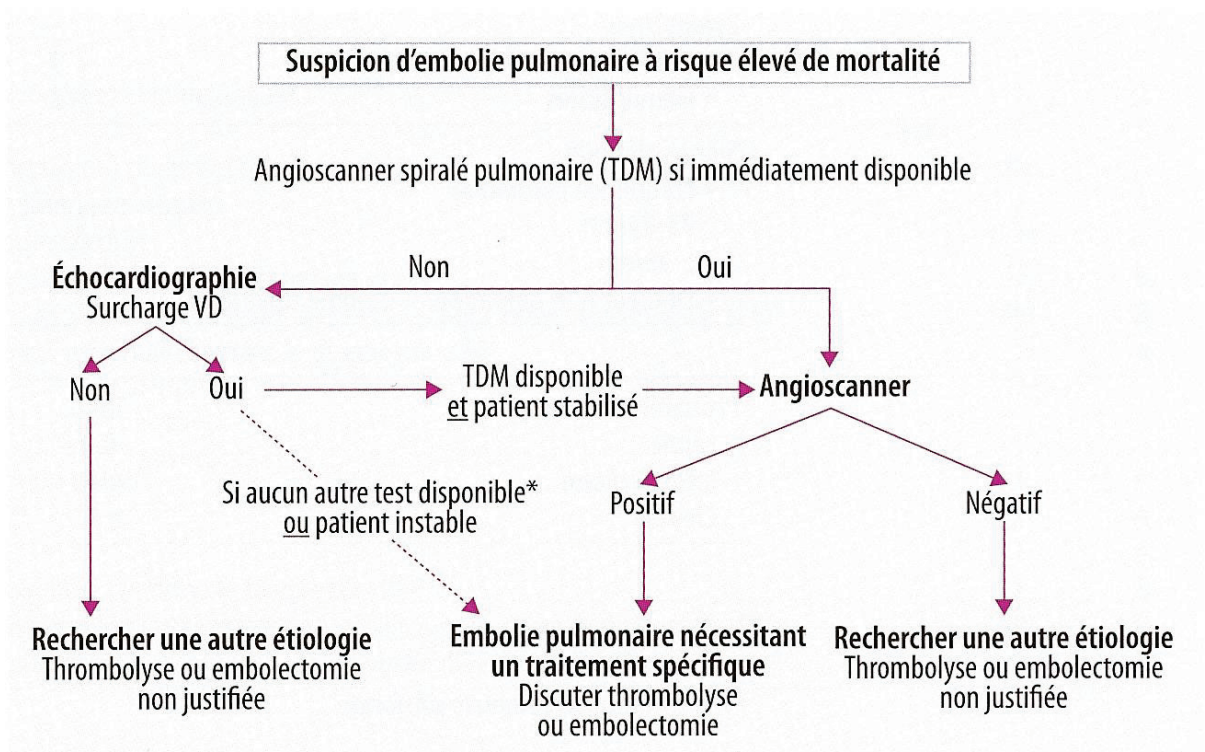 Suspicion d'embolie pulmonaire à risque élevé de mortalité
Angioscanner spiralé pulmonaire (TDM) si immédiatement disponible
Non
Oui
Échocardiographie
Surcharge VD
Non
Oui
TDM disponible
et patient stabilisé
Angioscanner
Si aucun autre test disponible*
ou patient instable
Positif
Négatif
Rechercher une autre étiologie
Thrombolyse ou embolectomie
non justifiée
Embolie pulmonaire nécessitant
un traitement spécifique
Discuter thrombolyse
ou embolectomie
Rechercher une autre étiologie
Thrombolyse ou embolectomie
non justifiée